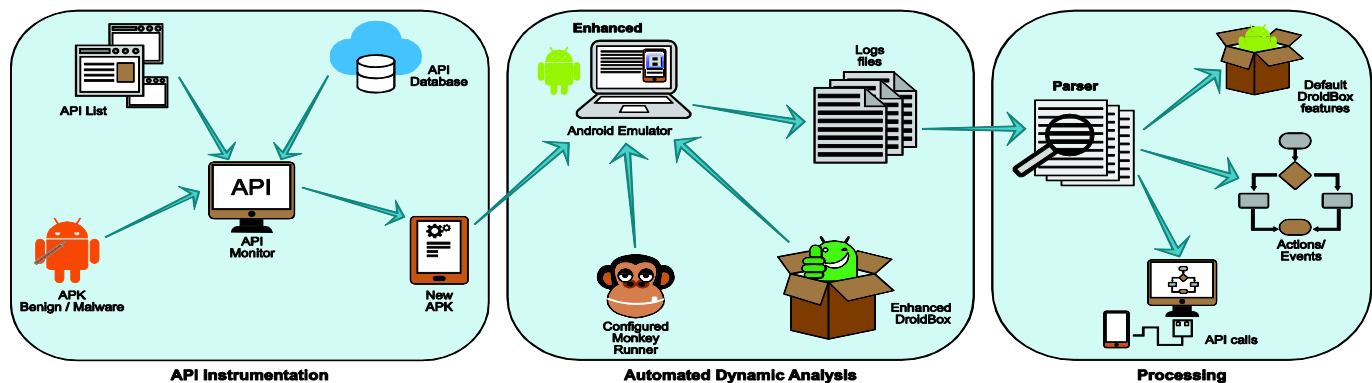 API List
API
Database
API
API
Monitor
APK
Benign / Malware
New
APK
API Instrumentation
Enhanced
Android Emulator
Logs
files
Configured
Monkey
Runner
Enhanced
DroidBox
Automated Dynamic Analysis
Parser
Default
DroidBox
features
Actions/
Events
API calls
Processing